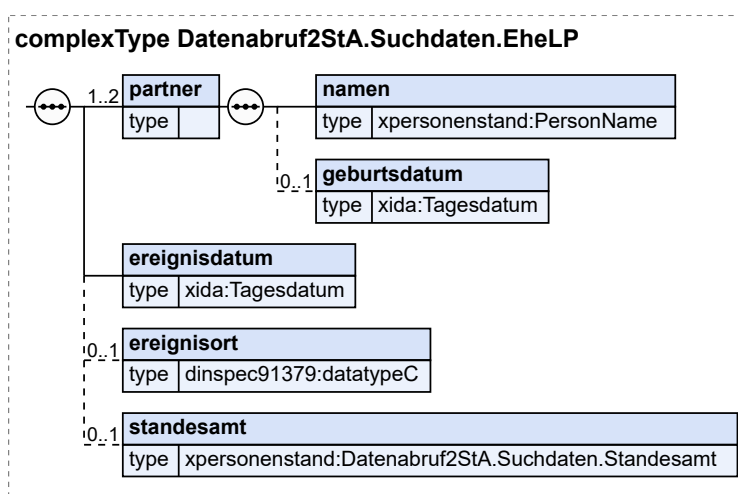 complexType Datenabruf2StA.Suchdaten.EheLP
1..2 partner
type
namen
type xpersonenstand:PersonName
0..1 geburtsdatum
type xida:Tagesdatum
ereignisdatum
type xida:Tagesdatum
0..1 ereignisort
type dinspec91379:datatypeC
0..1 standesamt
type xpersonenstand:Datenabruf2StA.Suchdaten.Standesamt